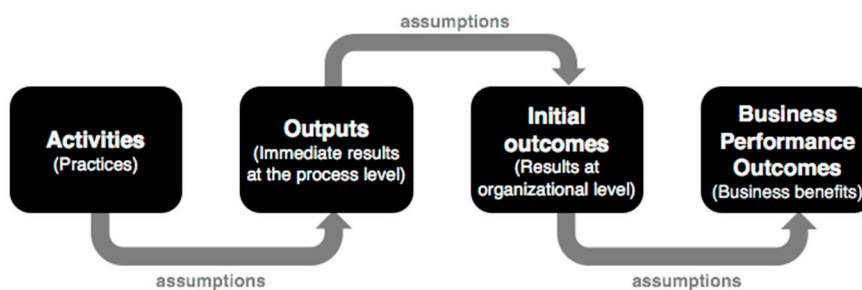 assumptions
Activities
(Practices)
Outputs
(Immediate results
at the process level)
Initial
outcomes
(Results at
organizational level)
Business
Performance
Outcomes
(Business benefits)
assumptions
assumptions